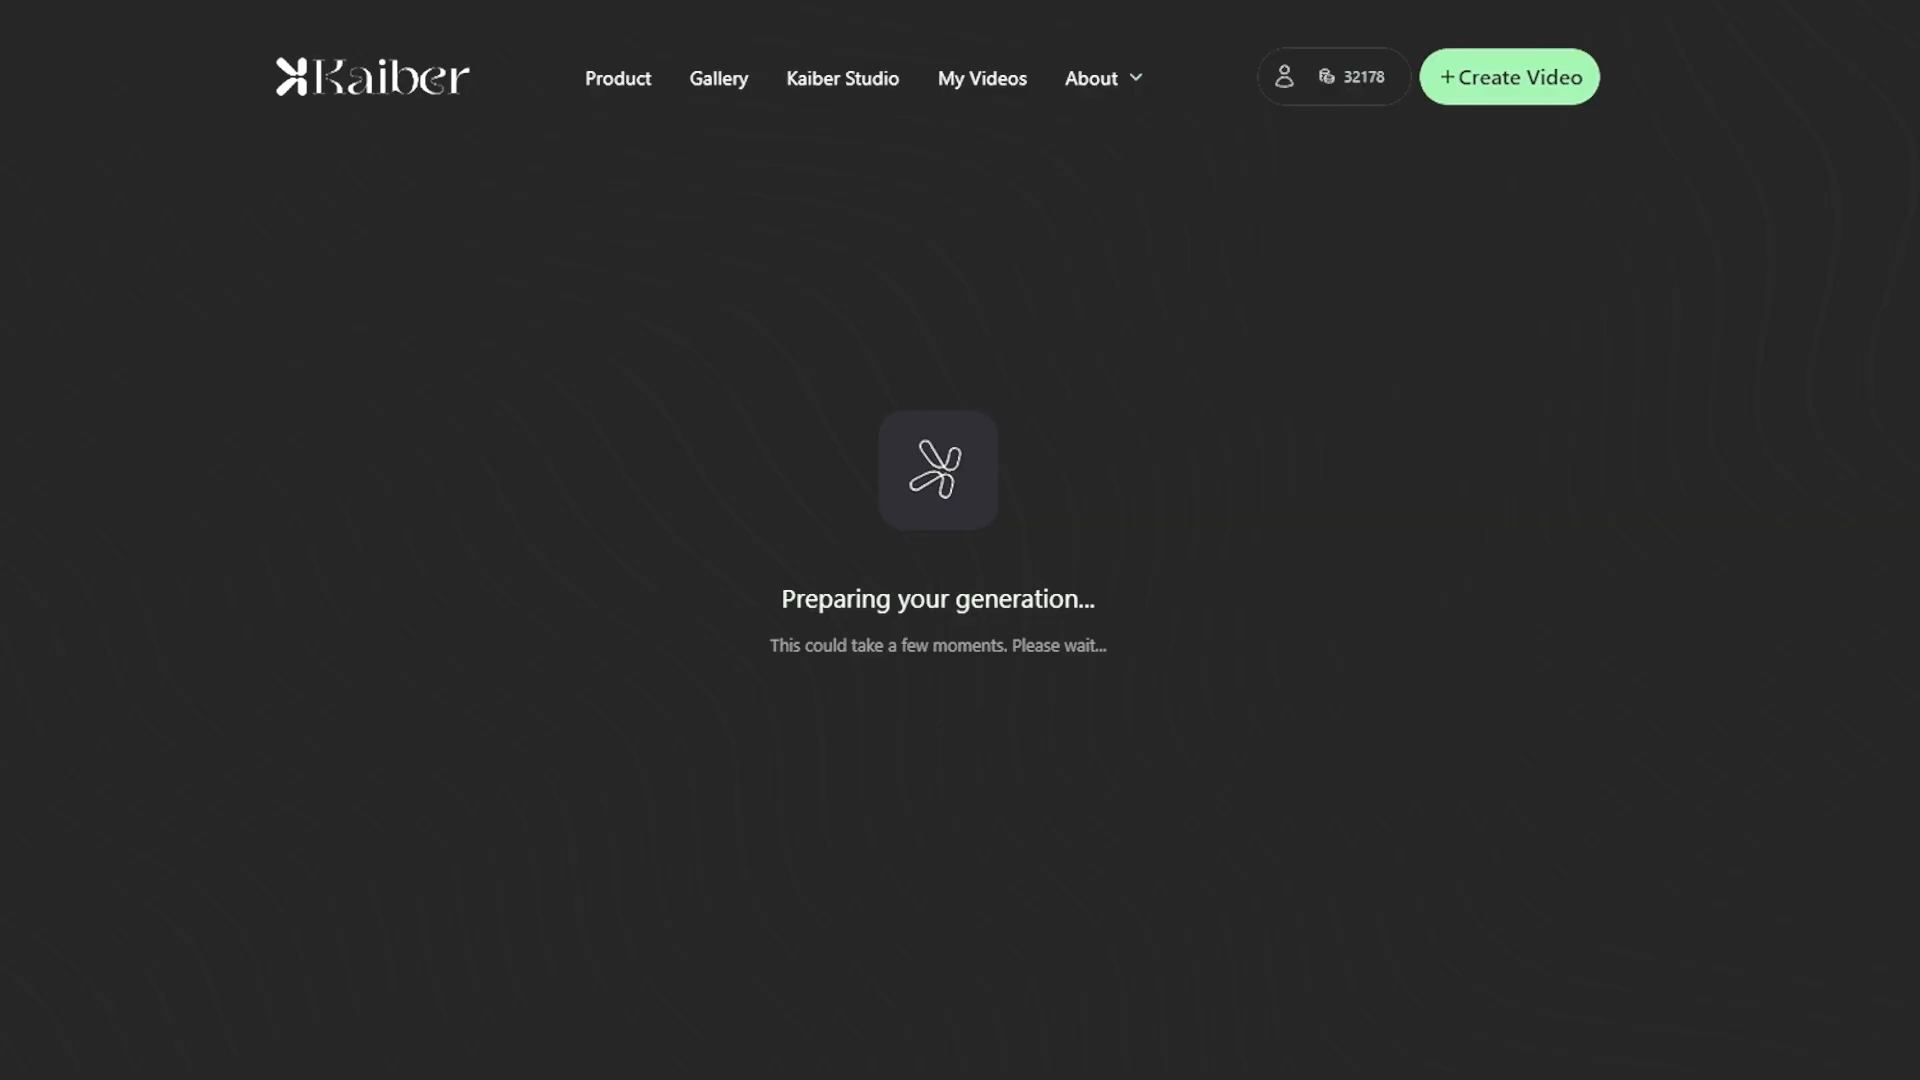 Kaiber
Product Gallery Kaiber Studio My Videos About
32178
+ Create Video
Preparing your generation...
This could take a few moments. Please wait...